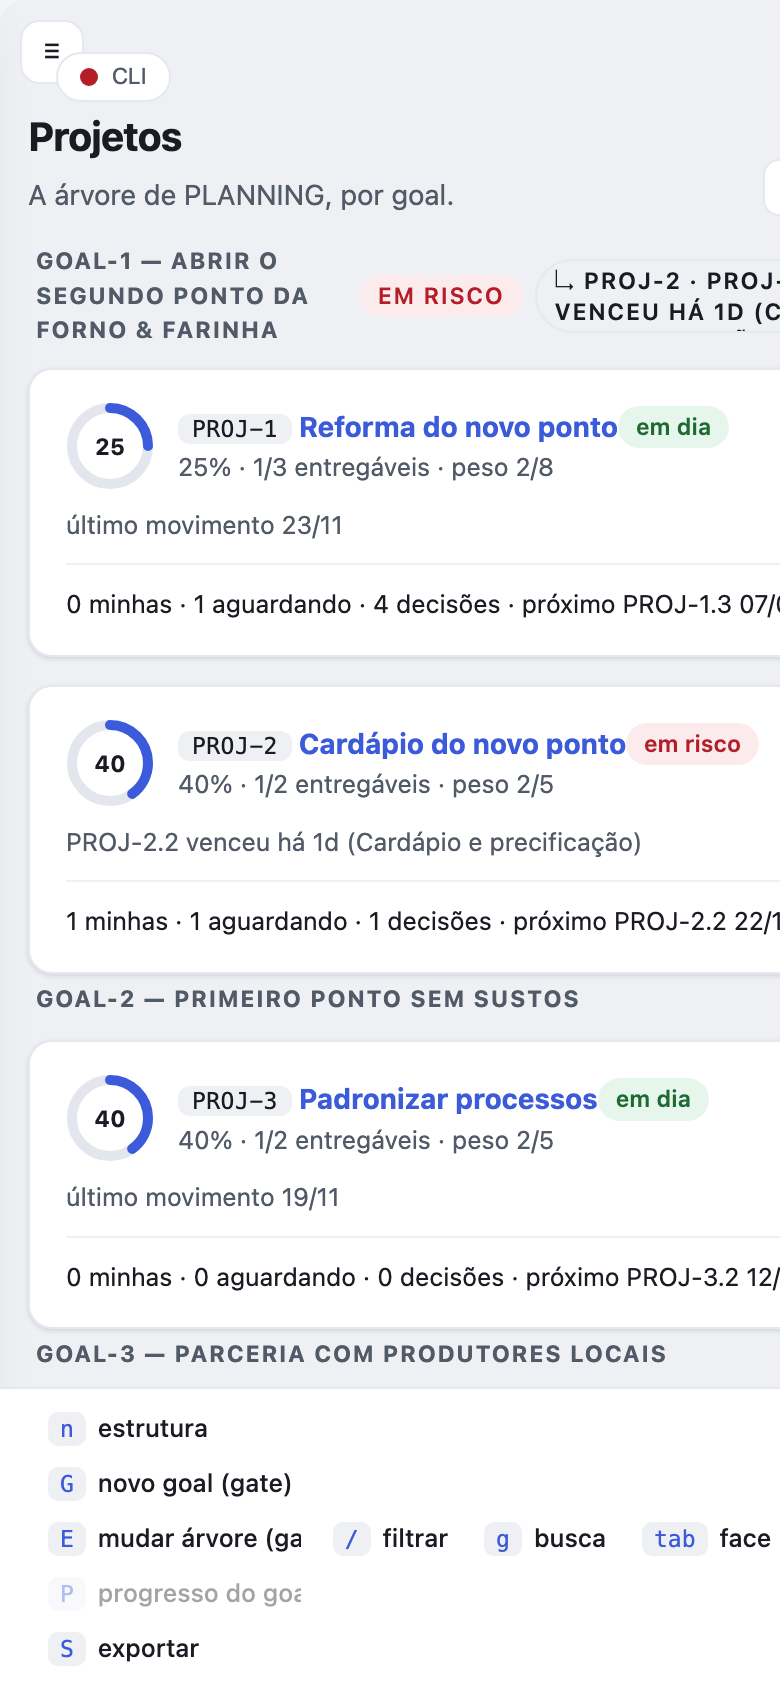 ☰
CLI
Projetos
A árvore de PLANNING, por goal.
GOAL-1 — ABRIR O
SEGUNDO PONTO DA
FORNO & FARINHA
EM RISCO
PROJ-2 · PROJ-
VENCEU HÁ 1D (C
25
PROJ-1 Reforma do novo ponto em dia
25% · 1/3 entregáveis · peso 2/8
último movimento 23/11
0 minhas · 1 aguardando · 4 decisões · próximo PROJ-1.3 07/
40
PROJ-2 Cardápio do novo ponto em risco
40% · 1/2 entregáveis · peso 2/5
PROJ-2.2 venceu há 1d (Cardápio e precificação)
1 minhas · 1 aguardando · 1 decisões · próximo PROJ-2.2 22/1
GOAL-2 — PRIMEIRO PONTO SEM SUSTOS
40
PROJ-3 Padronizar processos em dia
40% · 1/2 entregáveis · peso 2/5
último movimento 19/11
0 minhas · 0 aguardando · 0 decisões · próximo PROJ-3.2 12/
GOAL-3 — PARCERIA COM PRODUTORES LOCAIS
n estrutura
G novo goal (gate)
E mudar árvore (ga / filtrar g busca tab face
P progresso do goa
S exportar